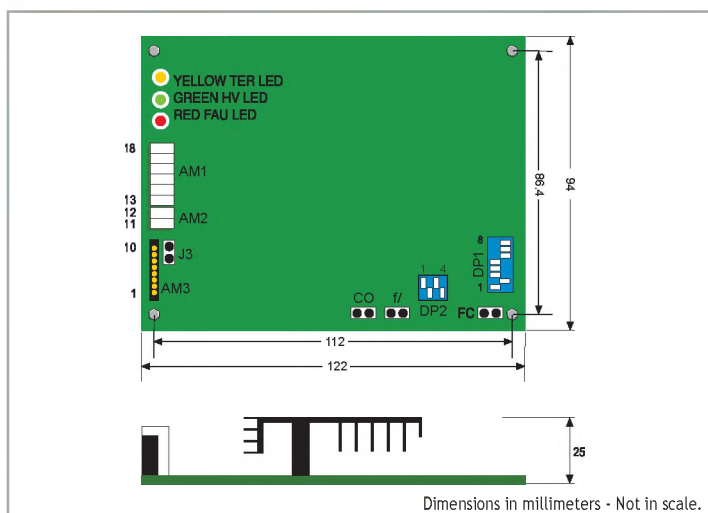 YELLOW TER LED
GREEN HV LED
RED FAU LED
18
AM1
13
12
AM2
11
10
J3
1
AM3
CO
f/
1 4
DP2
8
DP1
1
FC
86.4
94
112
122
25
Dimensions in millimeters - Not in scale.